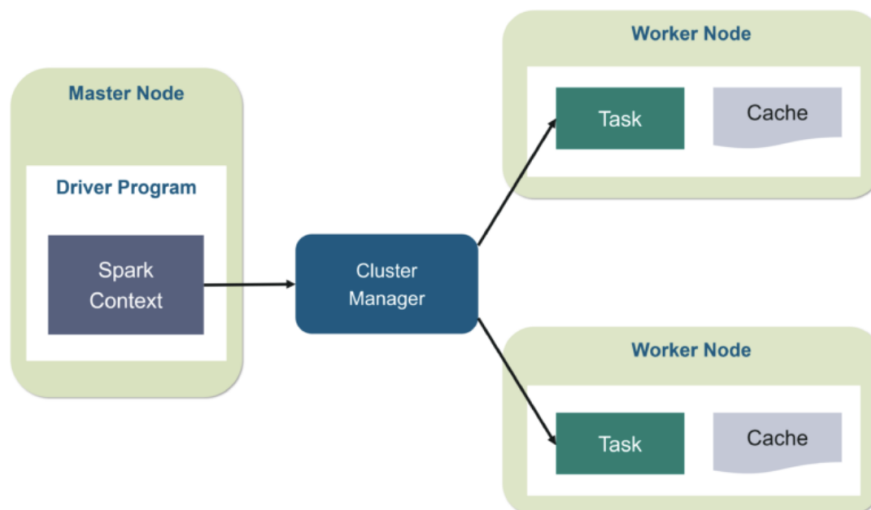 Master Node
Driver Program
Spark
Context
Cluster
Manager
Worker Node
Task
Cache
Worker Node
Task
Cache